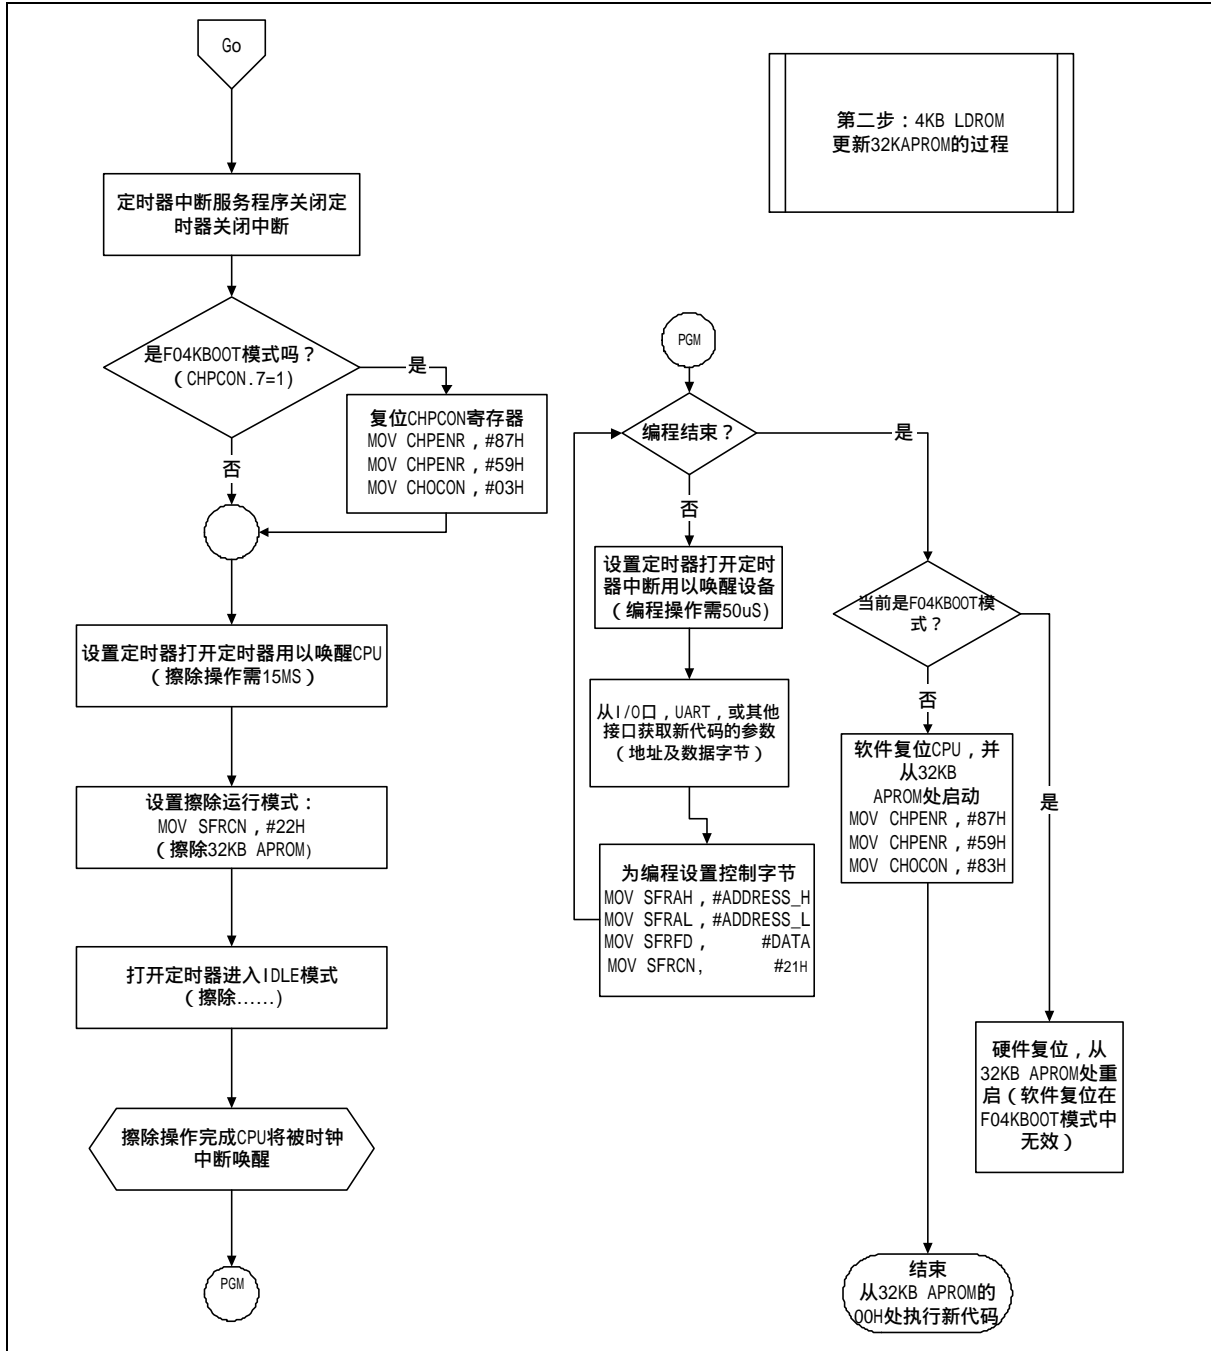 Go
第二步：4KB LDROM
更新32KAPROM的过程
定时器中断服务程序关闭定
时器关闭中断
是F04KBOOT模式吗？
（CHPCON.7=1)
是
复位CHPCON寄存器
MOV CHPENR，#87H
MOV CHPENR，#59H
MOV CHOCON，#03H
否
设置定时器打开定时器用以唤醒CPU
（擦除操作需15MS）
设置擦除运行模式：
MOV SFRCN，#22H
（擦除32KB APROM)
打开定时器进入IDLE模式
（擦除……)
擦除操作完成CPU将被时钟
中断唤醒
PGM
PGM
编程结束？
是
否
设置定时器打开定时
器中断用以唤醒设备
（编程操作需50uS)
从I/O口，UART，或其他
接口获取新代码的参数
（地址及数据字节）
为编程设置控制字节
MOV SFRAH，#ADDRESS_H
MOV SFRAL，#ADDRESS_L
MOV SFRFD， #DATA
MOV SFRCN, #21H
当前是F04KBOOT模
式？
否
软件复位CPU，并
从32KB
APROM处启动
MOV CHPENR，#87H
MOV CHPENR，#59H
MOV CHOCON，#83H
是
硬件复位，从
32KB APROM处重
启（软件复位在
F04KBOOT模式中
无效）
结束
从32KB APROM的
00H处执行新代码